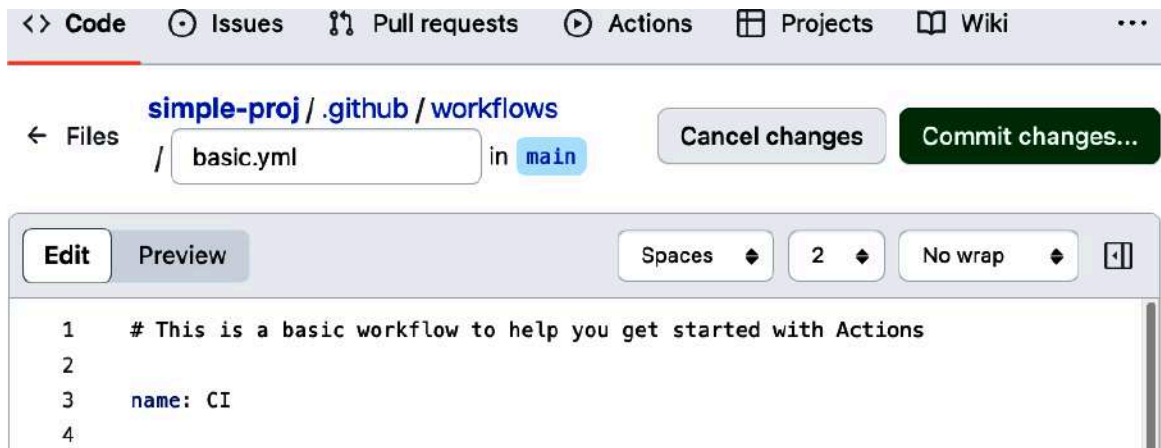 <> Code Issues Pull requests Actions Projects Wiki ...
simple-proj / .github / workflows
← Files / basic.yml in main Cancel changes Commit changes...
Edit Preview Spaces 2 No wrap
1 # This is a basic workflow to help you get started with Actions
2
3 name: CI
4